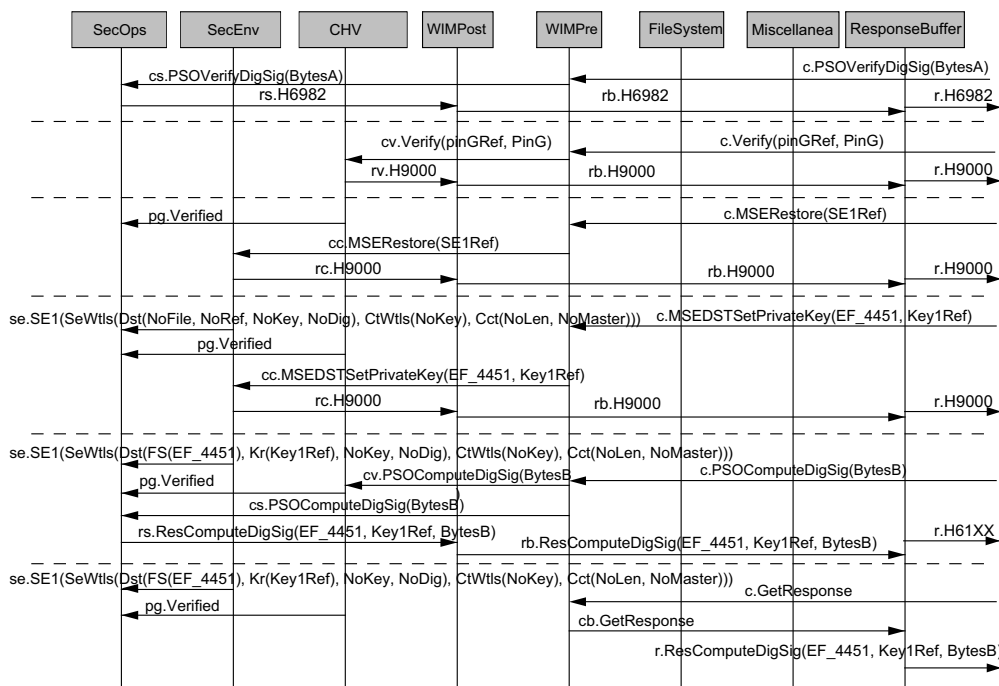 SecOps SecEnv CHV WIMPost WIMPre FileSystem Miscellanea ResponseBuffer
c.PSOVerifyDigSig(BytesA)
cs.PSOVerifyDigSig(BytesA)
rs.H6982 rb.H6982 r.H6982
cv.Verify(pinGRef, PinG) c.Verify(pinGRef, PinG)
rv.H9000 rb.H9000 r.H9000
pg.Verified c.MSERestore(SE1Ref)
cc.MSERestore(SE1Ref)
rc.H9000 rb.H9000 r.H9000
se.SE1(SeWtls(Dst(NoFile, NoRef, NoKey, NoDig), CtWtls(NoKey), Cct(NoLen, NoMaster))) c.MSEDSTSetPrivateKey(EF_4451, Key1Ref)
pg.Verified
cc.MSEDSTSetPrivateKey(EF_4451, Key1Ref)
rc.H9000 rb.H9000 r.H9000
se.SE1(SeWtls(Dst(FS(EF_4451), Kr(Key1Ref), NoKey, NoDig), CtWtls(NoKey), Cct(NoLen, NoMaster)))
pg.Verified cv.PSOComputeDigSig(BytesB c.PSOComputeDigSig(BytesB)
)
cs.PSOComputeDigSig(BytesB)
rs.ResComputeDigSig(EF_4451, Key1Ref, BytesB) r.H61XX
rb.ResComputeDigSig(EF_4451, Key1Ref, BytesB)
se.SE1(SeWtls(Dst(FS(EF_4451), Kr(Key1Ref), NoKey, NoDig), CtWtls(NoKey), Cct(NoLen, NoMaster)))
c.GetResponse
pg.Verified
cb.GetResponse
r.ResComputeDigSig(EF_4451, Key1Ref, BytesB)